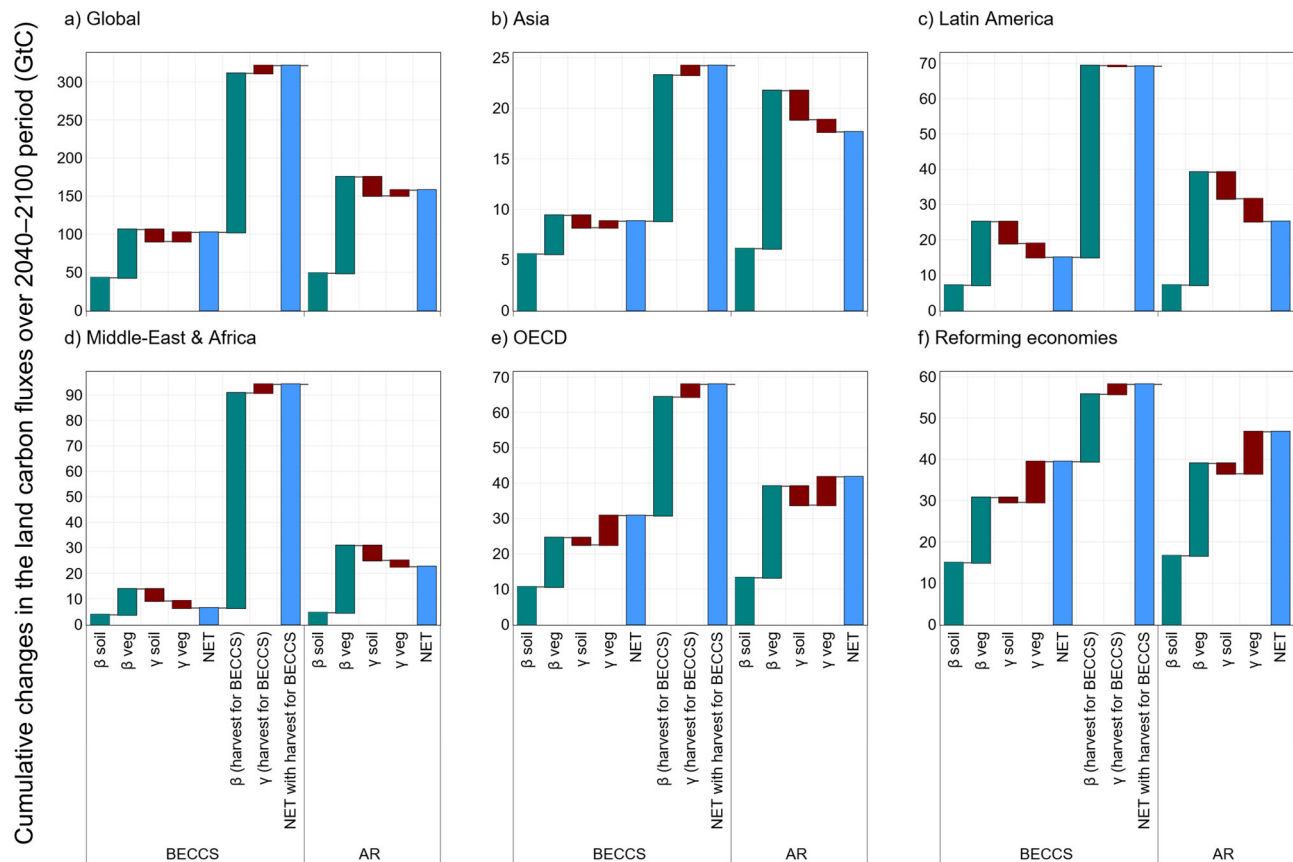 Cumulative changes in the land carbon fluxes over 2040–2100 period (GtC)
a) Global
300
250
200
150
100
50
0
b) Asia
25
20
15
10
5
0
c) Latin America
70
60
50
40
30
20
10
0
d) Middle-East & Africa
90
80
70
60
50
40
30
20
10
0
e) OECD
70
60
50
40
30
20
10
0
f) Reforming economies
60
50
40
30
20
10
0
β soil
β veg
γ soil
γ veg
NET
β (harvest for BECCS)
γ (harvest for BECCS)
NET with harvest for BECCS
β soil
β veg
γ soil
γ veg
NET
BECCS
AR
β soil
β veg
γ soil
γ veg
NET
β (harvest for BECCS)
γ (harvest for BECCS)
NET with harvest for BECCS
β soil
β veg
γ soil
γ veg
NET
BECCS
AR
β soil
β veg
γ soil
γ veg
NET
β (harvest for BECCS)
γ (harvest for BECCS)
NET with harvest for BECCS
β soil
β veg
γ soil
γ veg
NET
BECCS
AR